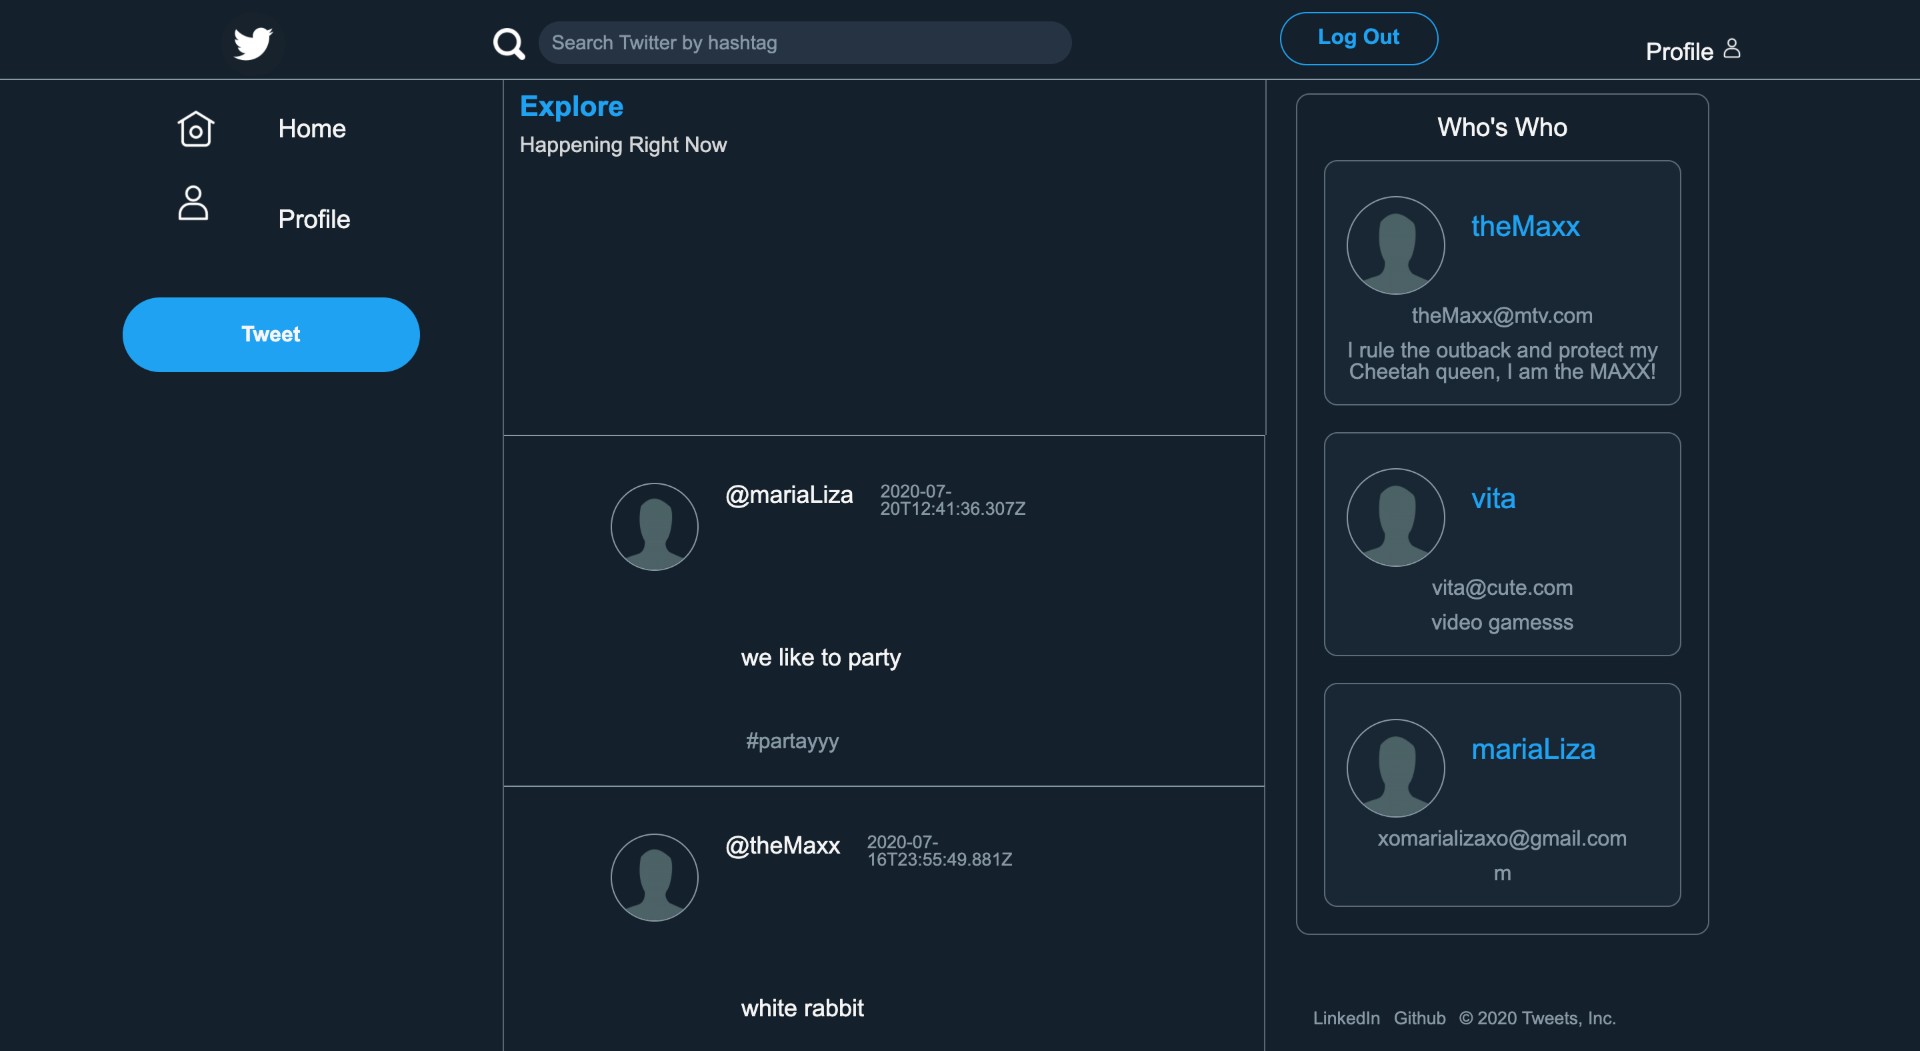 Search Twitter by hashtag
Log Out
Profile
Home
Profile
Tweet
Explore
Happening Right Now
@mariaLiza
2020-07-
20T12:41:36.307Z
we like to party
#partayyy
@theMaxx
2020-07-
16T23:55:49.881Z
white rabbit
Who's Who
theMaxx
theMaxx@mtv.com
I rule the outback and protect my
Cheetah queen, I am the MAXX!
vita
vita@cute.com
video gamesss
mariaLiza
xomarializaxo@gmail.com
m
LinkedIn Github © 2020 Tweets, Inc.